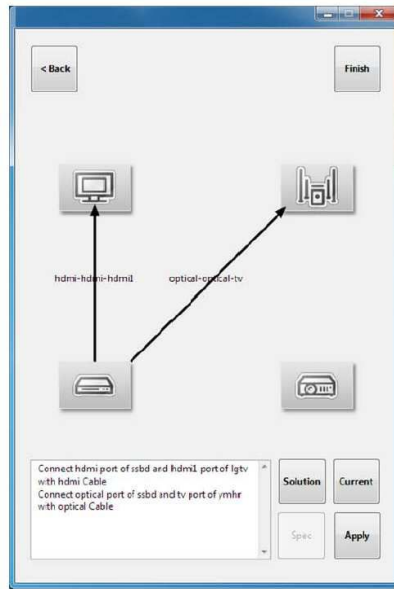 < Back
Finish
hdmi-hdmi-hdmi1
optical-optical-tv
Connect hdmi port of ssbd and hdmi1 port of lgtv
with hdmi Cable
Connect optical port of ssbd and tv port of ymhr
with optical Cable
Solution
Current
Spec
Apply